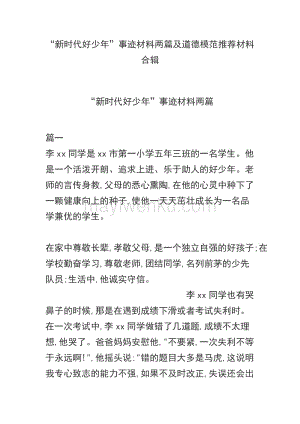 “新时代好少年”事迹材料两篇及道德模范推荐材料
合辑
“新时代好少年”事迹材料两篇
篇一
李 xx 同学是 xx 市第一小学五年三班的一名学生。他
是一个活泼开朗、追求上进、乐于助人的好少年。老
师的言传身教,父母的悉心熏陶,在他的心灵中种下了
一颗健康向上的种子,使他一天天茁壮成长为一名品
学兼优的学生。
在家中尊敬长辈,孝敬父母,是一个独立自强的好孩子;在
学校勤奋学习,尊敬老师,团结同学,名列前茅的少先
队员;生活中,他诚实守信。
李 xx 同学也有哭
鼻子的时候,那是在遇到成绩下滑或者考试失利时。
在一次考试中,李 xx 同学做错了几道题,成绩不太理
想,他哭了。爸爸妈妈安慰他,“不要紧,一次失利不等
于永远啊!”,他摇头说:“错的题目大多是马虎,这说明
我专心致志的能力不强,如果不及时改正,失误还会出